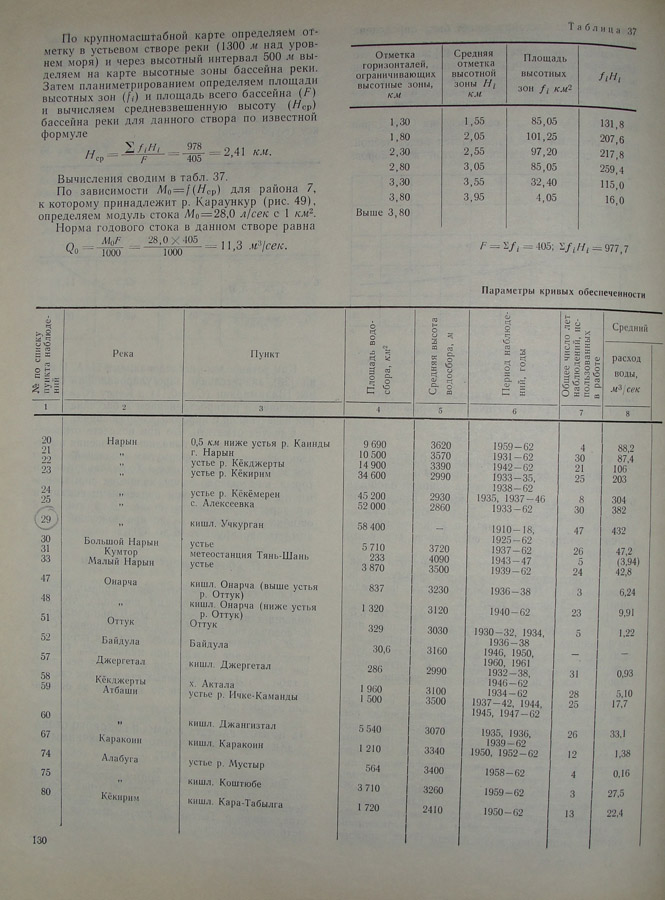 По крупномасштабной карте определяем от-
метку в устьевом створе реки (1300 м над уров-
нем моря) и через высотный интервал 500 м вы-
деляем на карте высотные зоны бассейна реки.
Затем планиметрированием определяем площади
высотных зон (fi) и площадь всего бассейна (F)
и вычисляем средневзвешенную высоту (Hср)
бассейна реки для данного створа по известной
формуле
Hср = Σ fiHi / F = 978 / 405 = 2,41 км.
Вычисления сводим в табл. 37.
По зависимости M₀=f(Hср) для района 7,
к которому принадлежит р. Караункур (рис. 49),
определяем модуль стока M₀=28,0 л/сек с 1 км².
Норма годового стока в данном створе равна
Q₀ = M₀F / 1000 = 28,0 × 405 / 1000 = 11,3 м³/сек.
Таблица 37
Отметка горизонталей, ограничивающих высотные зоны, км | Средняя отметка высотной зоны Hi км | Площадь высотных зон fi км² | fiHi
1,30 | 1,55 | 85,05 | 131,8
1,80 | 2,05 | 101,25 | 207,6
2,30 | 2,55 | 97,20 | 217,8
2,80 | 3,05 | 85,05 | 259,4
3,30 | 3,55 | 32,40 | 115,0
3,80 | 3,95 | 4,05 | 16,0
Выше 3,80
F = Σfi = 405; ΣfiHi = 977,7
Параметры кривых обеспеченности
№ по списку пункта наблюде-ний | Река | Пункт | Площадь водо-сбора, км² | Средняя высота водосбора, м | Период наблюде-ний, годы | Общее число лет наблюдений, ис-пользованных в работе | Средний расход воды, м³/сек
1 | 2 | 3 | 4 | 5 | 6 | 7 | 8
20 | Нарын | 0,5 км ниже устья р. Каинды | 9 690 | 3620 | 1959—62 | 4 | 88,2
21 | „ | г. Нарын | 10 500 | 3570 | 1931—62 | 30 | 87,4
22 | „ | устье р. Кёкджерты | 14 900 | 3390 | 1942—62 | 21 | 106
23 | „ | устье р. Кёкирим | 34 600 | 2990 | 1933—35, 1938—62 | 25 | 203
24 | „ | устье р. Кёкёмерен | 45 200 | 2930 | 1935, 1937—46 | 8 | 304
25 | „ | с. Алексеевка | 52 000 | 2860 | 1933—62 | 30 | 382
29 | „ | кишл. Учкурган | 58 400 | — | 1910—18, 1925—62 | 47 | 432
30 | Большой Нарын | устье | 5 710 | 3720 | 1937—62 | 26 | 47,2
31 | Кумтор | метеостанция Тянь-Шань | 233 | 4090 | 1943—47 | 5 | (3,94)
33 | Малый Нарын | устье | 3 870 | 3500 | 1939—62 | 24 | 42,8
47 | Онарча | кишл. Онарча (выше устья р. Оттук) | 837 | 3230 | 1936—38 | 3 | 6,24
48 | „ | кишл. Онарча (ниже устья р. Оттук) | 1 320 | 3120 | 1940—62 | 23 | 9,91
51 | Оттук | Оттук | 329 | 3030 | 1930—32, 1934, 1936—38 | 5 | 1,22
52 | Байдула | Байдула | 30,6 | 3160 | 1946, 1950, 1960, 1961 | — | —
57 | Джергетал | кишл. Джергетал | 286 | 2990 | 1932—38, 1946—62 | 31 | 0,93
58 | Кёкджерты | х. Актала | 1 960 | 3100 | 1934—62 | 28 | 5,10
59 | Атбаши | устье р. Ичке-Каманды | 1 500 | 3500 | 1937—42, 1944, 1945, 1947—62 | 25 | 17,7
60 | „ | кишл. Джангизтал | 5 540 | 3070 | 1935, 1936, 1939—62 | 26 | 33,1
67 | Каракоин | кишл. Каракоин | 1 210 | 3340 | 1950, 1952—62 | 12 | 1,38
74 | Алабуга | устье р. Мустыр | 564 | 3400 | 1958—62 | 4 | 0,16
75 | „ | кишл. Коштюбе | 3 710 | 3260 | 1959—62 | 3 | 27,5
80 | Кёкирим | кишл. Кара-Табылга | 1 720 | 2410 | 1950—62 | 13 | 22,4
130